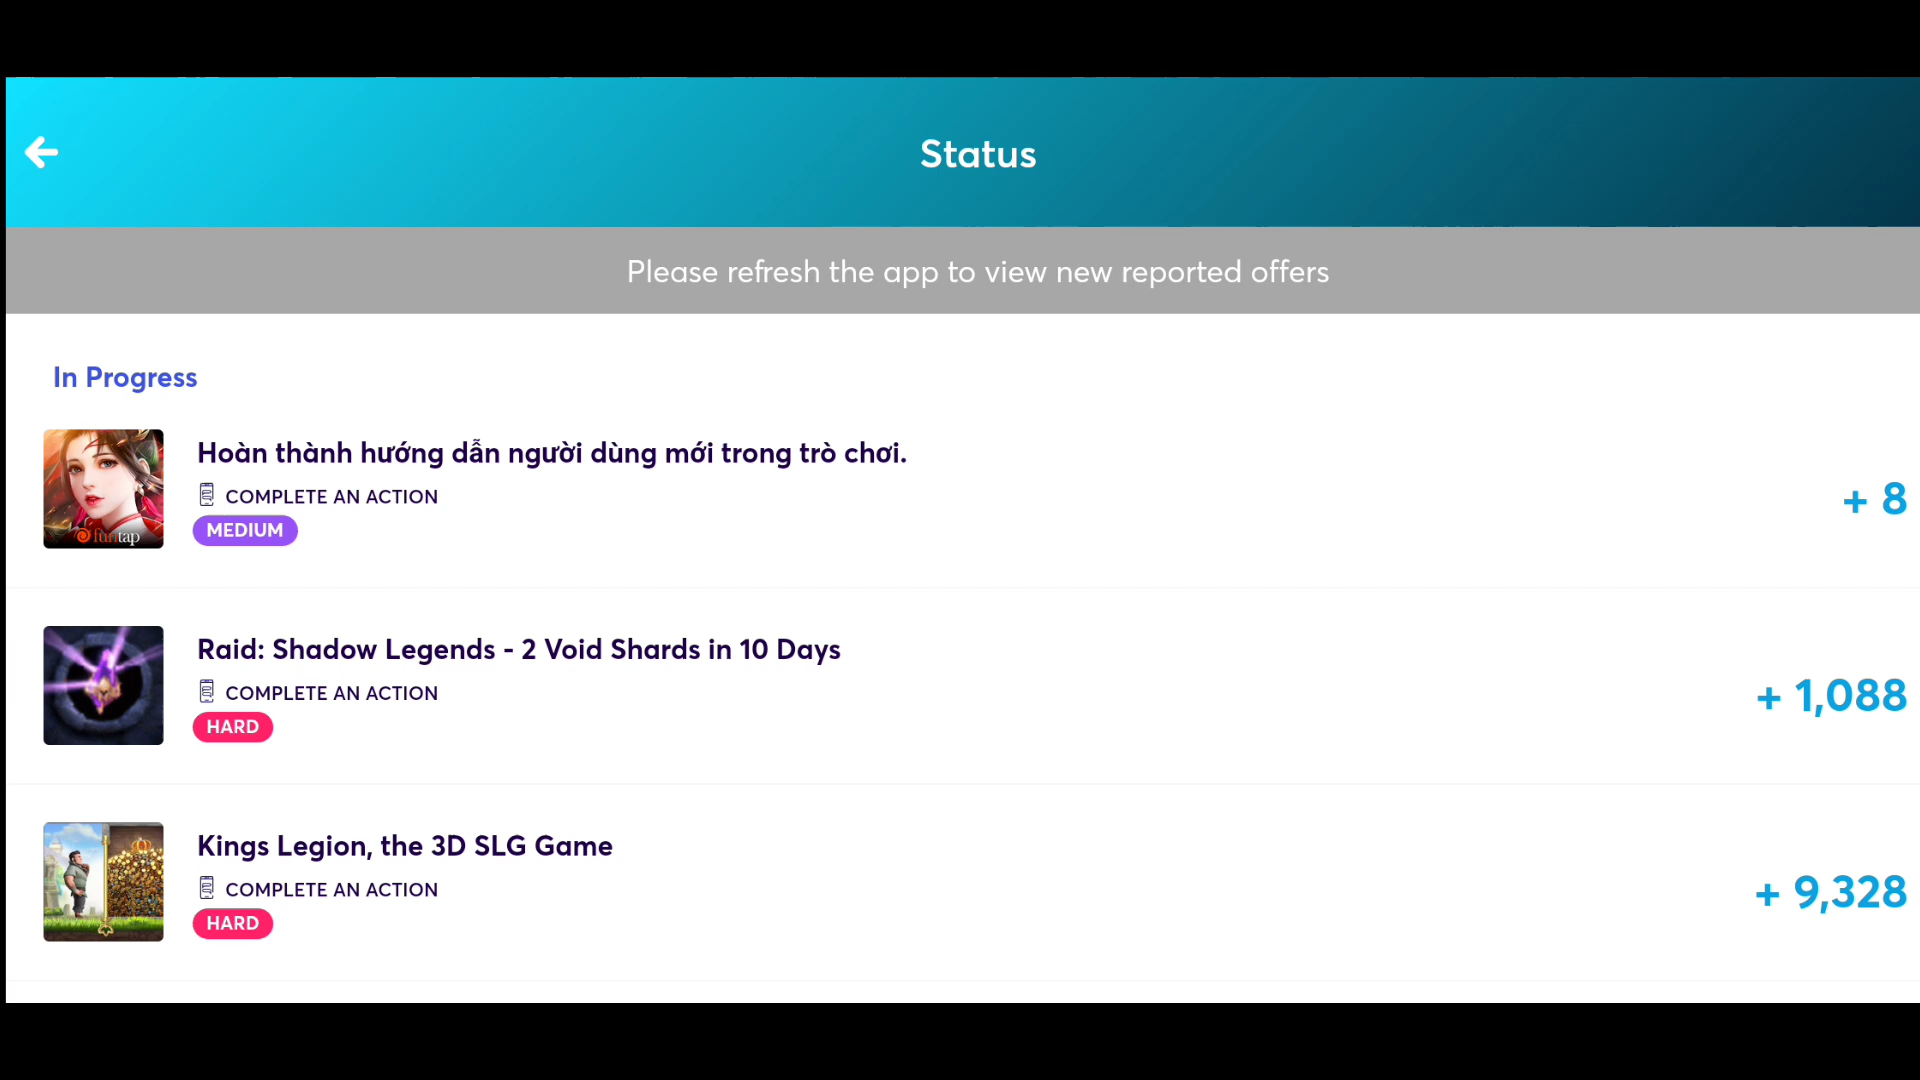 Status
Please refresh the app to view new reported offers
In Progress
Hoàn thành hướng dẫn người dùng mới trong trò chơi.
COMPLETE AN ACTION
MEDIUM
+ 8
funtap
Raid: Shadow Legends - 2 Void Shards in 10 Days
COMPLETE AN ACTION
HARD
+ 1,088
Kings Legion, the 3D SLG Game
COMPLETE AN ACTION
HARD
+ 9,328